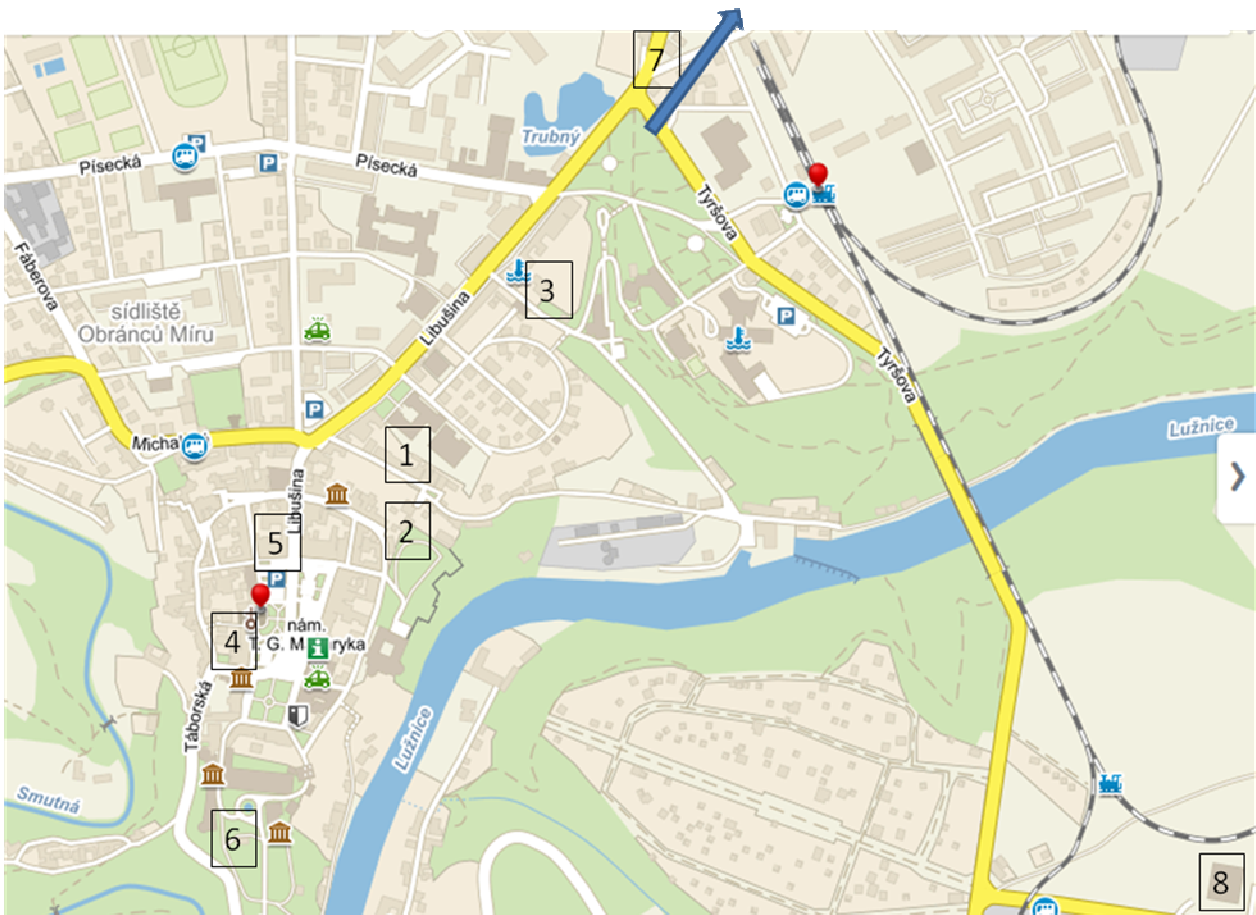 7
Trubný
Písecká
P
Písecká
P
Tyršova
Fáberova
3
sídliště
Obránců Míru
Libušina
P
Tyršova
P
Lužnice
1
Libušina
2
5
P
nám.
4
T. G. M ryka
i
Táborská
Lužnice
Smutná
6
8